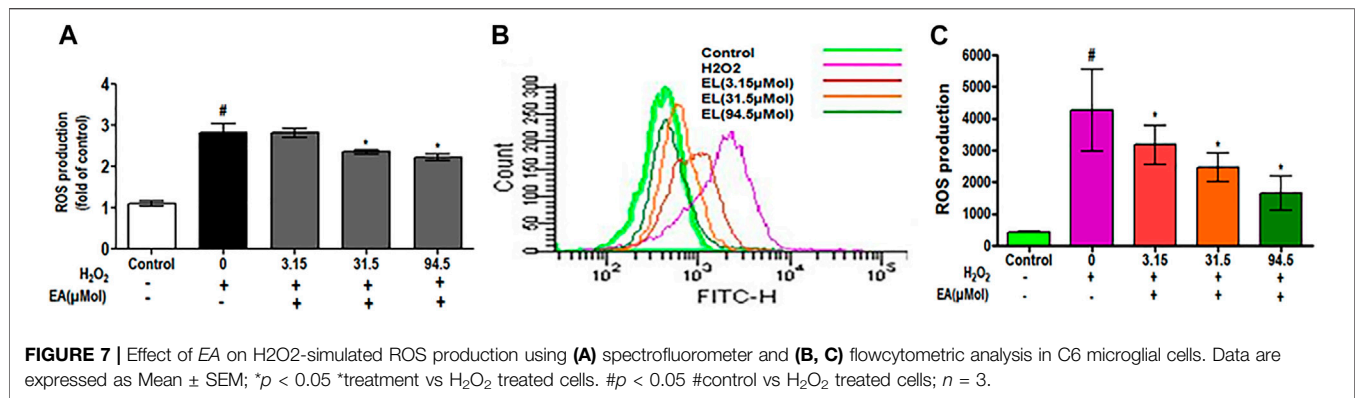 A
ROS production
(fold of control)
4
3
2
1
0
#
*
*
Control 0 3.15 31.5 94.5
H₂O₂ - + + + +
EA(µMol) - - + + +
B
Control
H2O2
EL(3.15µMol)
EL(31.5µMol)
EL(94.5µMol)
Count
300
250
200
150
100
50
0
10² 10³ 10⁴ 10⁵
FITC-H
C
ROS production
6000
5000
4000
3000
2000
1000
0
#
*
*
*
Control 0 3.15 31.5 94.5
H₂O₂ - + + + +
EA(µMol) - - + + +
FIGURE 7 | Effect of EA on H2O2-simulated ROS production using (A) spectrofluorometer and (B, C) flowcytometric analysis in C6 microglial cells. Data are
expressed as Mean ± SEM; *p < 0.05 *treatment vs H₂O₂ treated cells. #p < 0.05 #control vs H₂O₂ treated cells; n = 3.